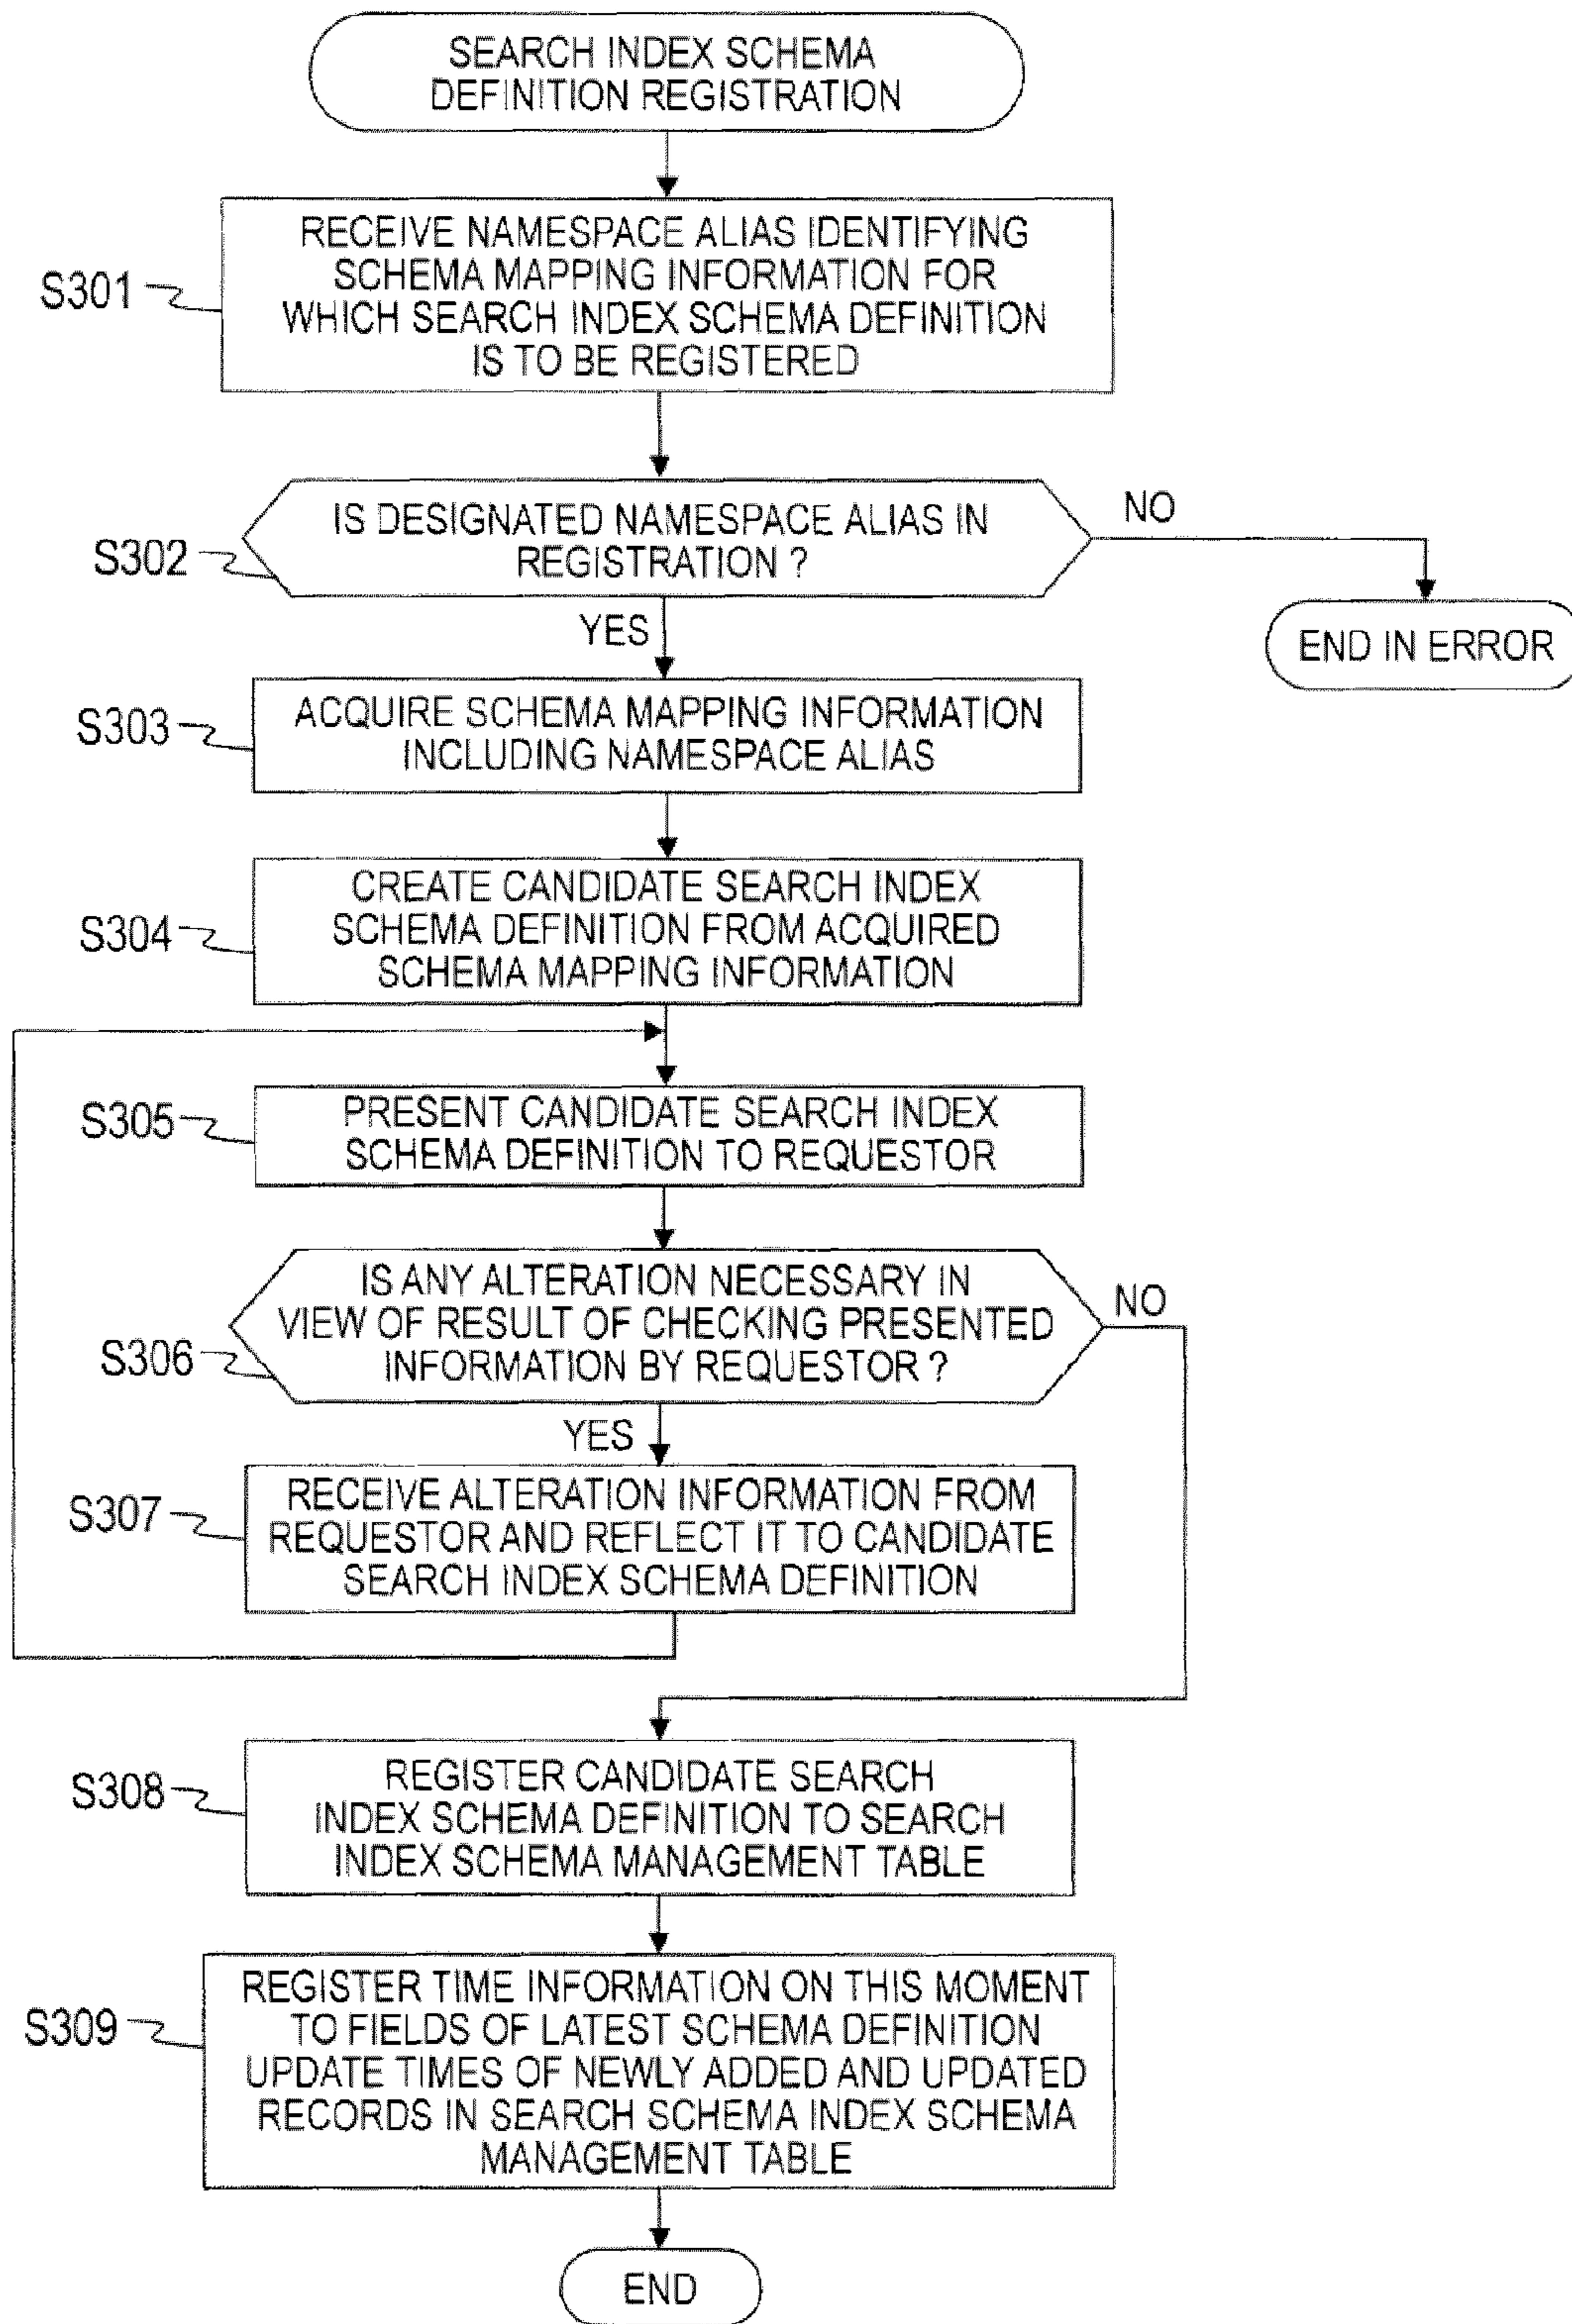 SEARCH INDEX SCHEMA
DEFINITION REGISTRATION
RECEIVE NAMESPACE ALIAS IDENTIFYING
SCHEMA MAPPING INFORMATION FOR
WHICH SEARCH INDEX SCHEMA DEFINITION
IS TO BE REGISTERED
S301
IS DESIGNATED NAMESPACE ALIAS IN
REGISTRATION ?
S302
NO
YES
END IN ERROR
ACQUIRE SCHEMA MAPPING INFORMATION
INCLUDING NAMESPACE ALIAS
S303
CREATE CANDIDATE SEARCH INDEX
SCHEMA DEFINITION FROM ACQUIRED
SCHEMA MAPPING INFORMATION
S304
PRESENT CANDIDATE SEARCH INDEX
SCHEMA DEFINITION TO REQUESTOR
S305
IS ANY ALTERATION NECESSARY IN
VIEW OF RESULT OF CHECKING PRESENTED
INFORMATION BY REQUESTOR ?
S306
NO
YES
RECEIVE ALTERATION INFORMATION FROM
REQUESTOR AND REFLECT IT TO CANDIDATE
SEARCH INDEX SCHEMA DEFINITION
S307
REGISTER CANDIDATE SEARCH
INDEX SCHEMA DEFINITION TO SEARCH
INDEX SCHEMA MANAGEMENT TABLE
S308
REGISTER TIME INFORMATION ON THIS MOMENT
TO FIELDS OF LATEST SCHEMA DEFINITION
UPDATE TIMES OF NEWLY ADDED AND UPDATED
RECORDS IN SEARCH SCHEMA INDEX SCHEMA
MANAGEMENT TABLE
S309
END